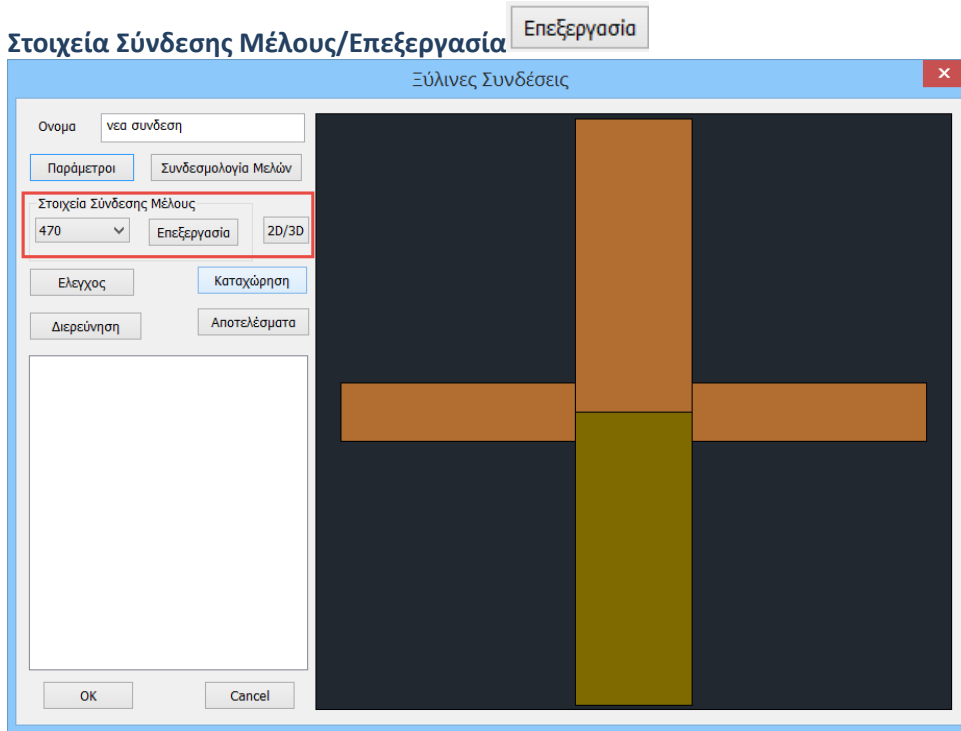 Στοιχεία Σύνδεσης Μέλους/Επεξεργασία Επεξεργασία
Ξύλινες Συνδέσεις
Ονομα νεα συνδεση
Παράμετροι Συνδεσμολογία Μελών
Στοιχεία Σύνδεσης Μέλους
470 Επεξεργασία 2D/3D
Ελεγχος Καταχώρηση
Διερεύνηση Αποτελέσματα
OK Cancel